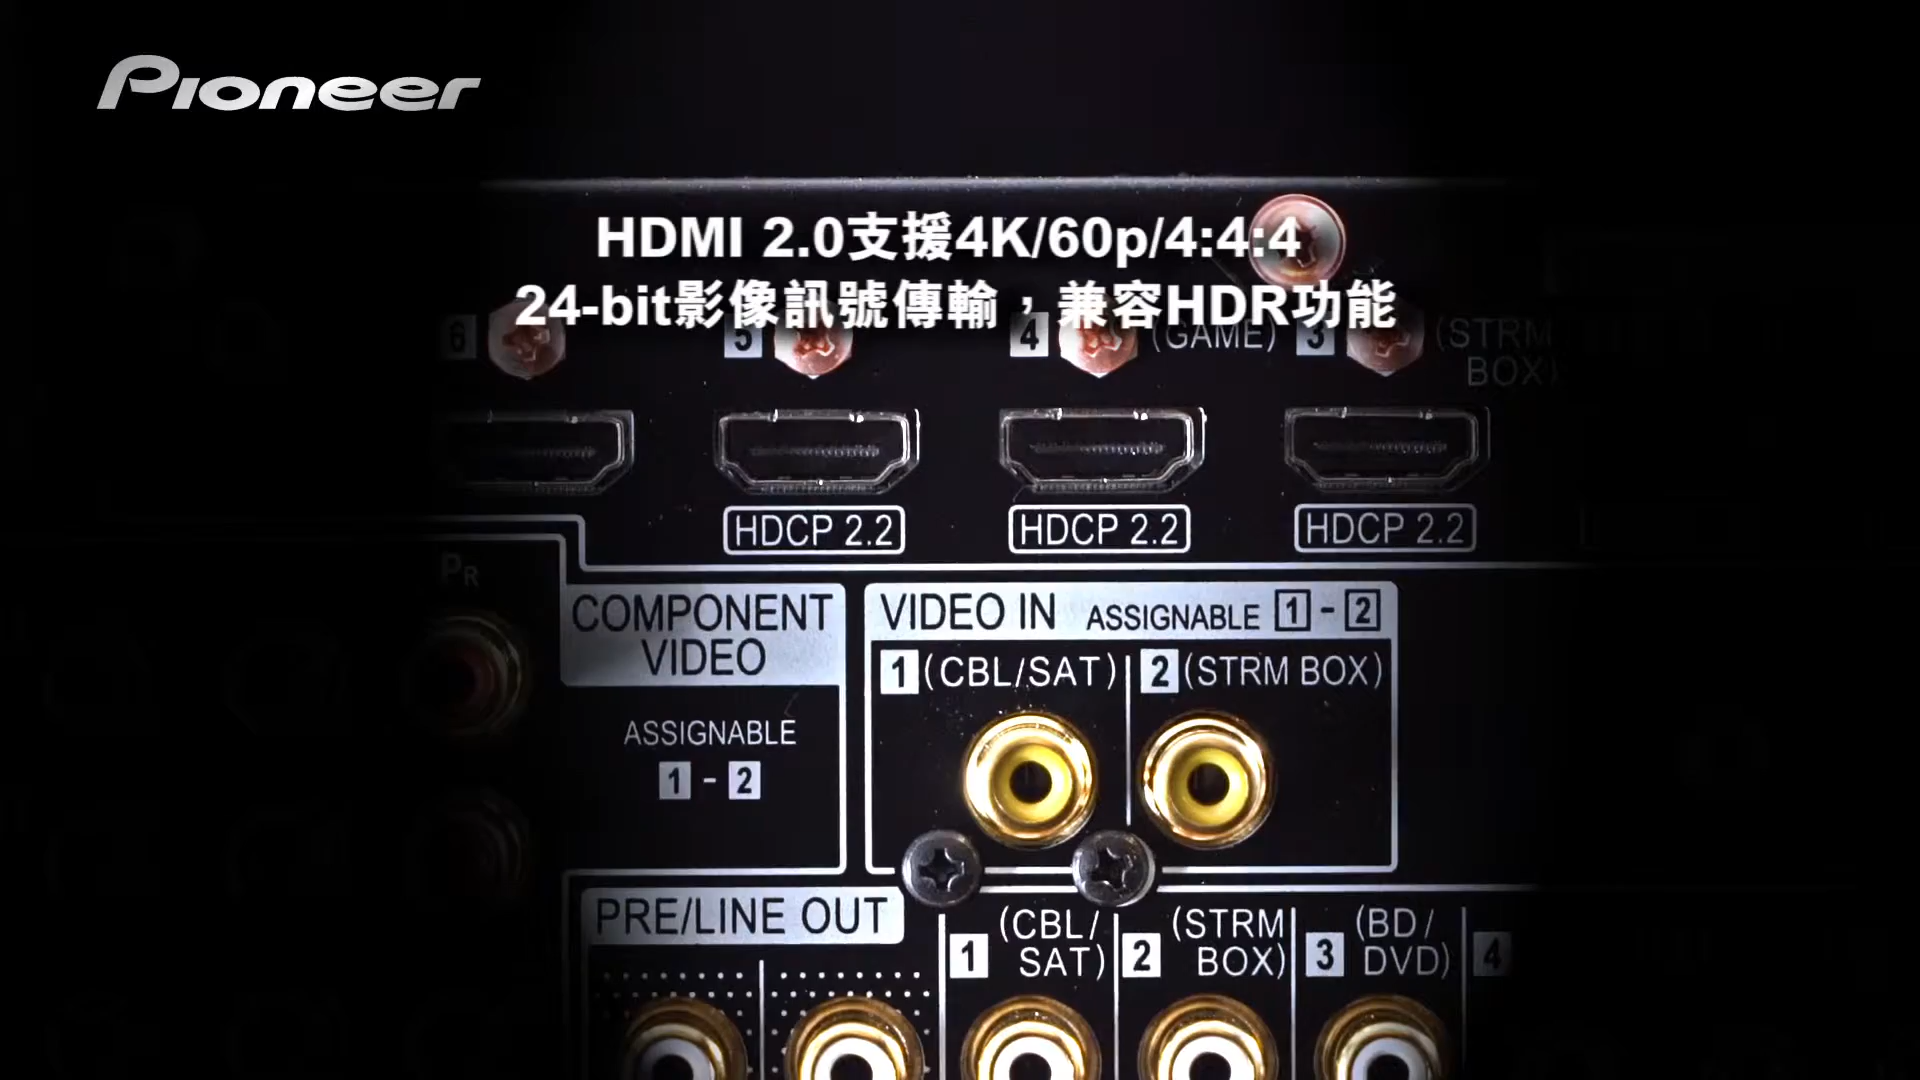 Pioneer
HDMI 2.0支援4K/60p/4:4:4
24-bit影像訊號傳輸，兼容HDR功能
6 5 4 (GAME) 3 (STRM
BOX)
HDCP 2.2 HDCP 2.2 HDCP 2.2
PR
COMPONENT
VIDEO
ASSIGNABLE
1 - 2
VIDEO IN ASSIGNABLE 1 - 2
1 (CBL/SAT) 2 (STRM BOX)
PRE/LINE OUT
1 (CBL/
SAT)
2 (STRM
BOX)
3 (BD/
DVD)
4